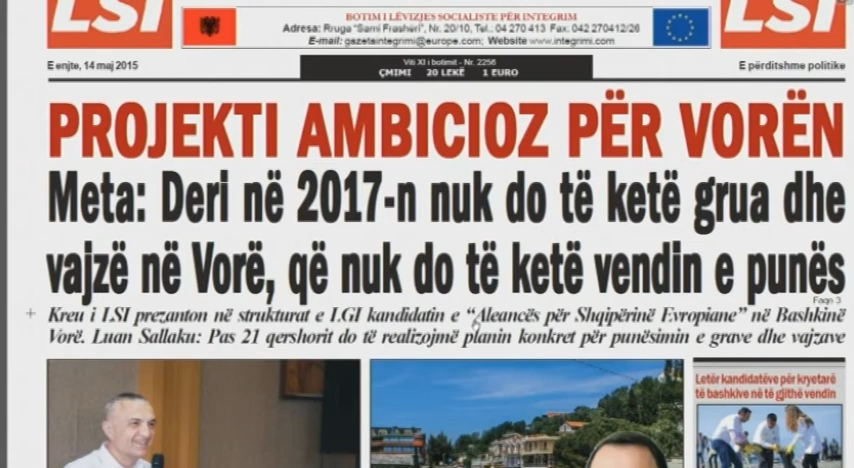 LSI
BOTIM I LËVIZJES SOCIALISTE PËR INTEGRIM
Adresa: Rruga "Sami Frashëri", Nr. 20/10, Tel.: 04 270 413 Fax: 042 270412/26
E-mail: gazetaintegrimi@europe.com; Website www.integrimi.com
LSI
E enjte, 14 maj 2015
Viti XI i botimit - Nr. 2256
ÇMIMI 20 LEKË 1 EURO
E përditshme politike
PROJEKTI AMBICIOZ PËR VORËN
Meta: Deri në 2017-n nuk do të ketë grua dhe
vajzë në Vorë, që nuk do të ketë vendin e punës
Faqn 3
Kreu i LSI prezanton në strukturat e LGI kandidatin e "Aleancës për Shqipërinë Evropiane" në Bashkinë
Vorë. Luan Sallaku: Pas 21 qershorit do të realizojmë planin konkret për punësimin e grave dhe vajzave
Letër kandidatëve për kryetarë
të bashkive në të gjithë vendin